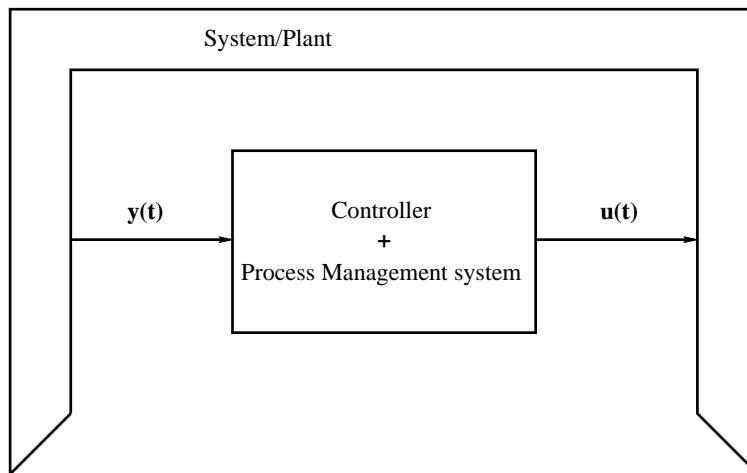 System/Plant
y(t)
Controller
u(t)
+
Process Management system